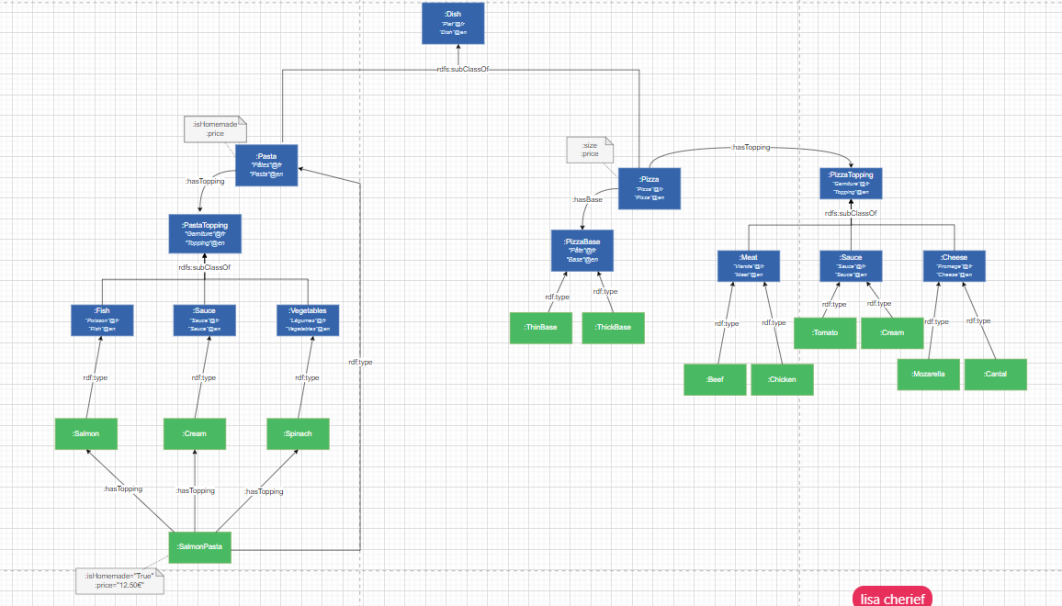 :Dish
"Plat"@fr
"Dish"@en
rdfs:subClassOf
:isHomemade
:price
:Pasta
"Pâtes"@fr
"Pasta"@en
:hasTopping
:PastaTopping
"Garniture"@fr
"Topping"@en
rdfs:subClassOf
:Fish
"Poisson"@fr
"Fish"@en
:Sauce
"Sauce"@fr
"Sauce"@en
:Vegetables
"Légumes"@fr
"Vegetables"@en
rdf:type
rdf:type
rdf:type
rdf:type
:Salmon
:Cream
:Spinach
:hasTopping
:hasTopping
:hasTopping
:SalmonPasta
:isHomemade="True"
:price="12.50€"
:size
:price
:Pizza
"Pizza"@fr
"Pizza"@en
:hasTopping
:hasBase
:PizzaBase
"Pâte"@fr
"Base"@en
rdf:type
rdf:type
:ThinBase
:ThickBase
:PizzaTopping
"Garniture"@fr
"Topping"@en
rdfs:subClassOf
:Meat
"Viande"@fr
"Meat"@en
:Sauce
"Sauce"@fr
"Sauce"@en
:Cheese
"Fromage"@fr
"Cheese"@en
rdf:type
rdf:type
rdf:type
rdf:type
rdf:type
rdf:type
:Tomato
:Cream
:Beef
:Chicken
:Mozarella
:Cantal
lisa cherief